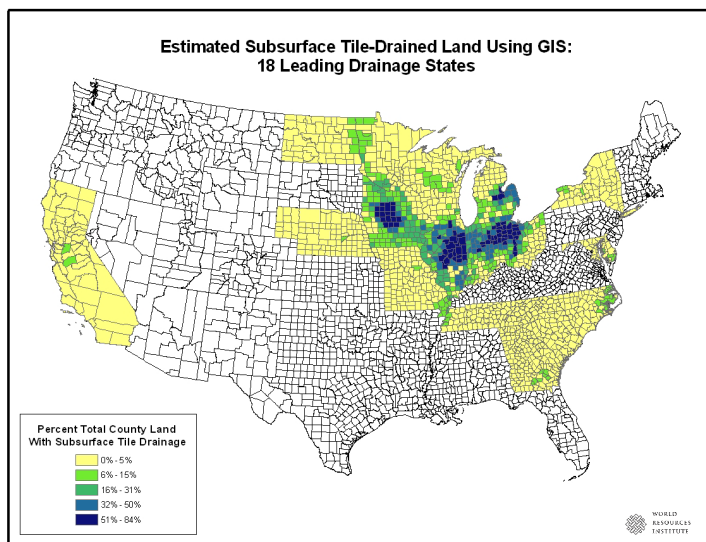 Estimated Subsurface Tile-Drained Land Using GIS:
18 Leading Drainage States
Percent Total County Land
With Subsurface Tile Drainage
0% - 5%
6% - 15%
16% - 31%
32% - 50%
51% - 84%
WORLD
RESOURCES
INSTITUTE